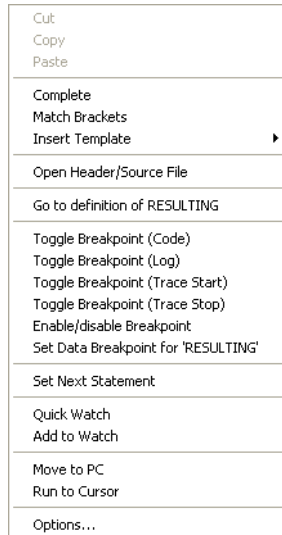 Cut
Copy
Paste
Complete
Match Brackets
Insert Template
Open Header/Source File
Go to definition of RESULTING
Toggle Breakpoint (Code)
Toggle Breakpoint (Log)
Toggle Breakpoint (Trace Start)
Toggle Breakpoint (Trace Stop)
Enable/disable Breakpoint
Set Data Breakpoint for 'RESULTING'
Set Next Statement
Quick Watch
Add to Watch
Move to PC
Run to Cursor
Options...